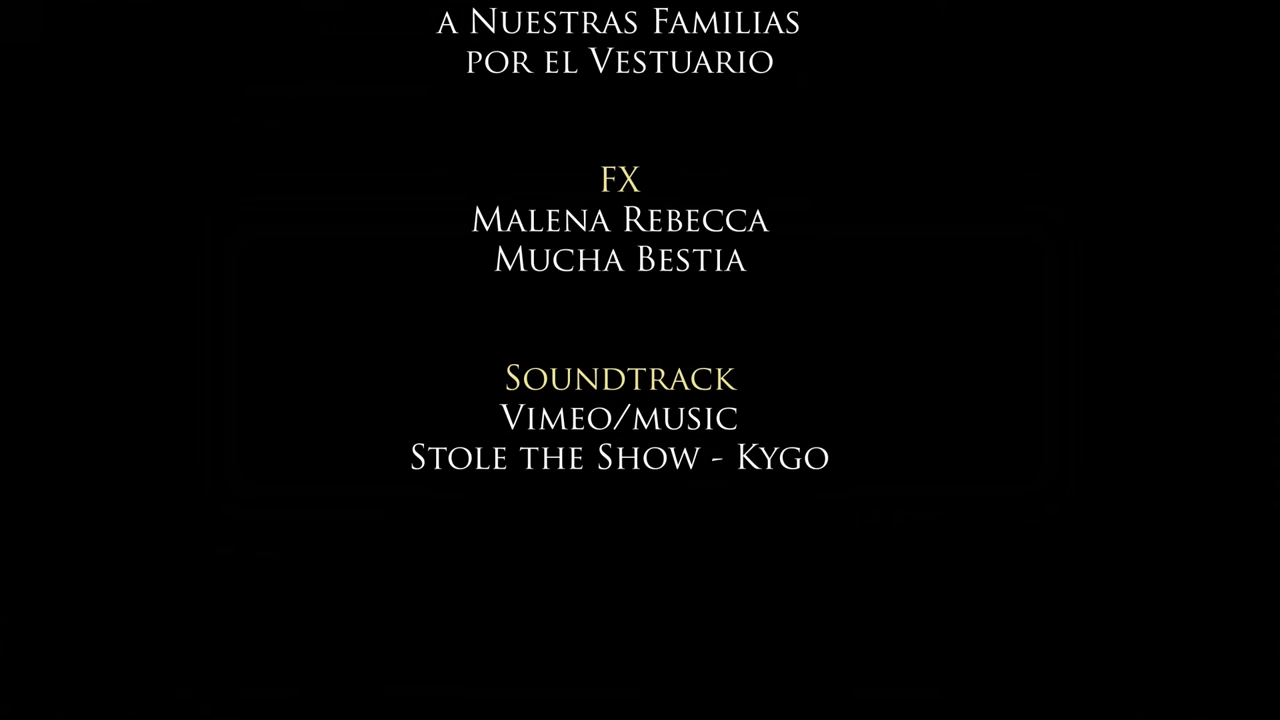 a Nuestras Familias
por el Vestuario
FX
Malena Rebecca
Mucha Bestia
Soundtrack
Vimeo/music
Stole the Show - Kygo